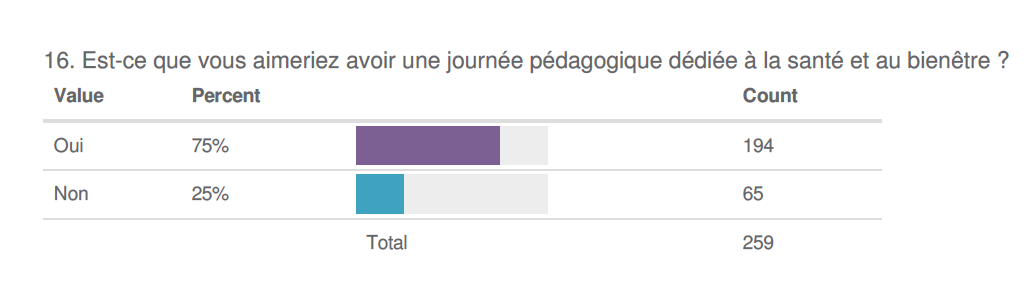 16. Est-ce que vous aimeriez avoir une journée pédagogique dédiée à la santé et au bienêtre ?
Value Percent Count
Oui 75% 194
Non 25% 65
Total 259